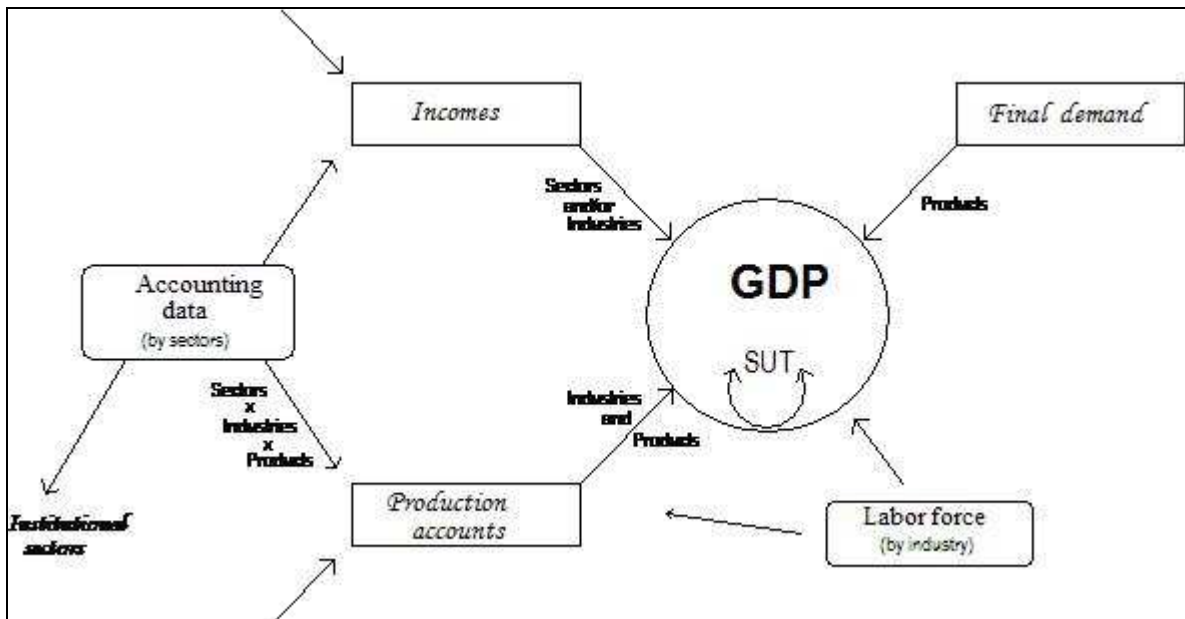 Incomes
Final demand
Sectors
and/or
Industries
Products
GDP
SUT
Accounting
data
(by sectors)
Sectors
x
Industries
x
Products
Industries
and
Products
Institutional
sectors
Production
accounts
Labor force
(by industry)